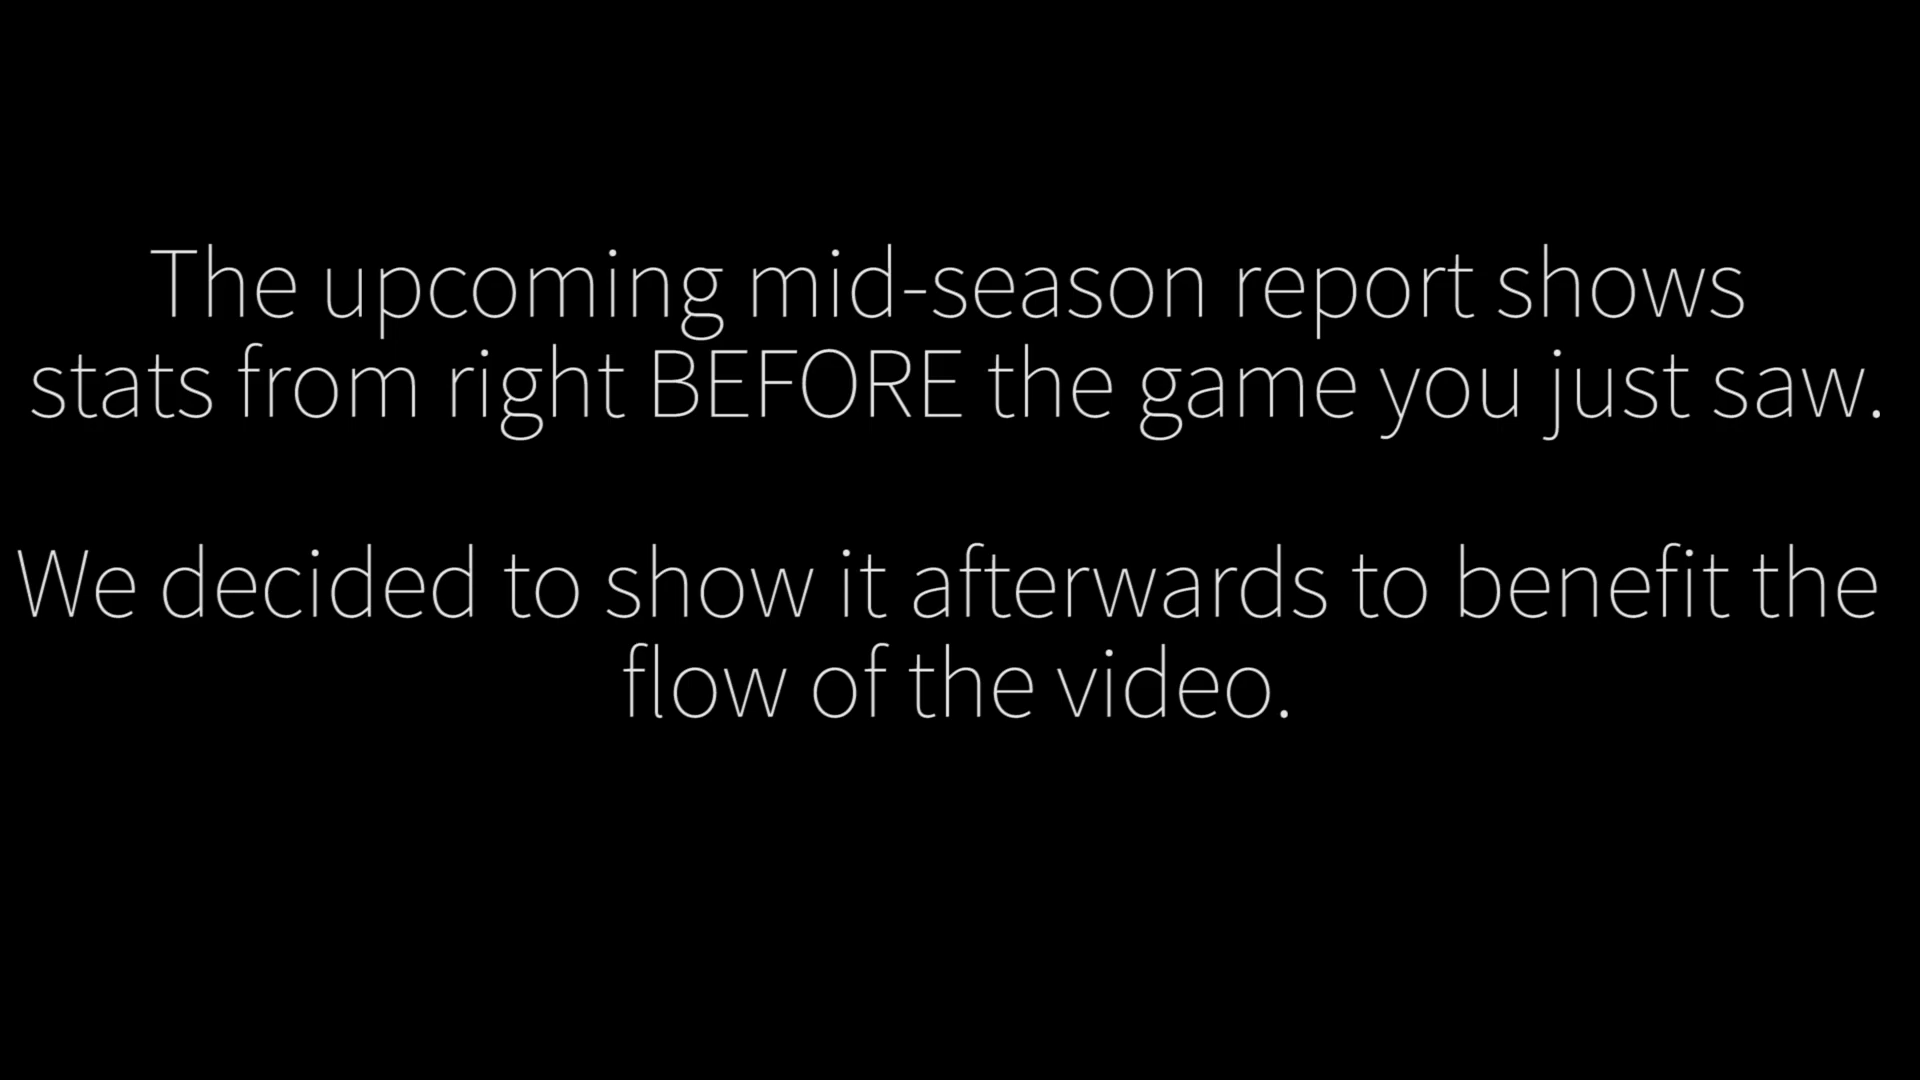 The upcoming mid-season report shows
stats from right BEFORE the game you just saw.
We decided to show it afterwards to benefit the
flow of the video.